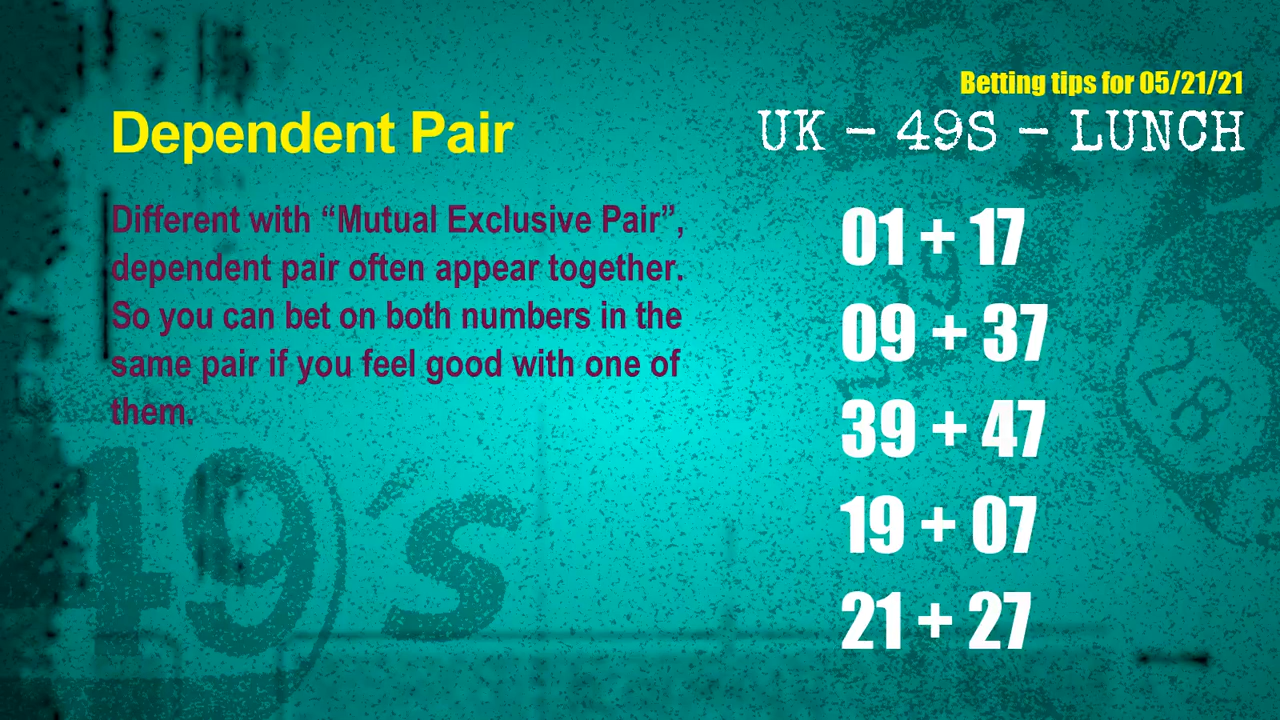 Betting tips for 05/21/21
UK - 49S - LUNCH
Dependent Pair
Different with “Mutual Exclusive Pair”,
dependent pair often appear together.
So you can bet on both numbers in the
same pair if you feel good with one of
them.
01 + 17
09 + 37
39 + 47
19 + 07
21 + 27
49's
39
28